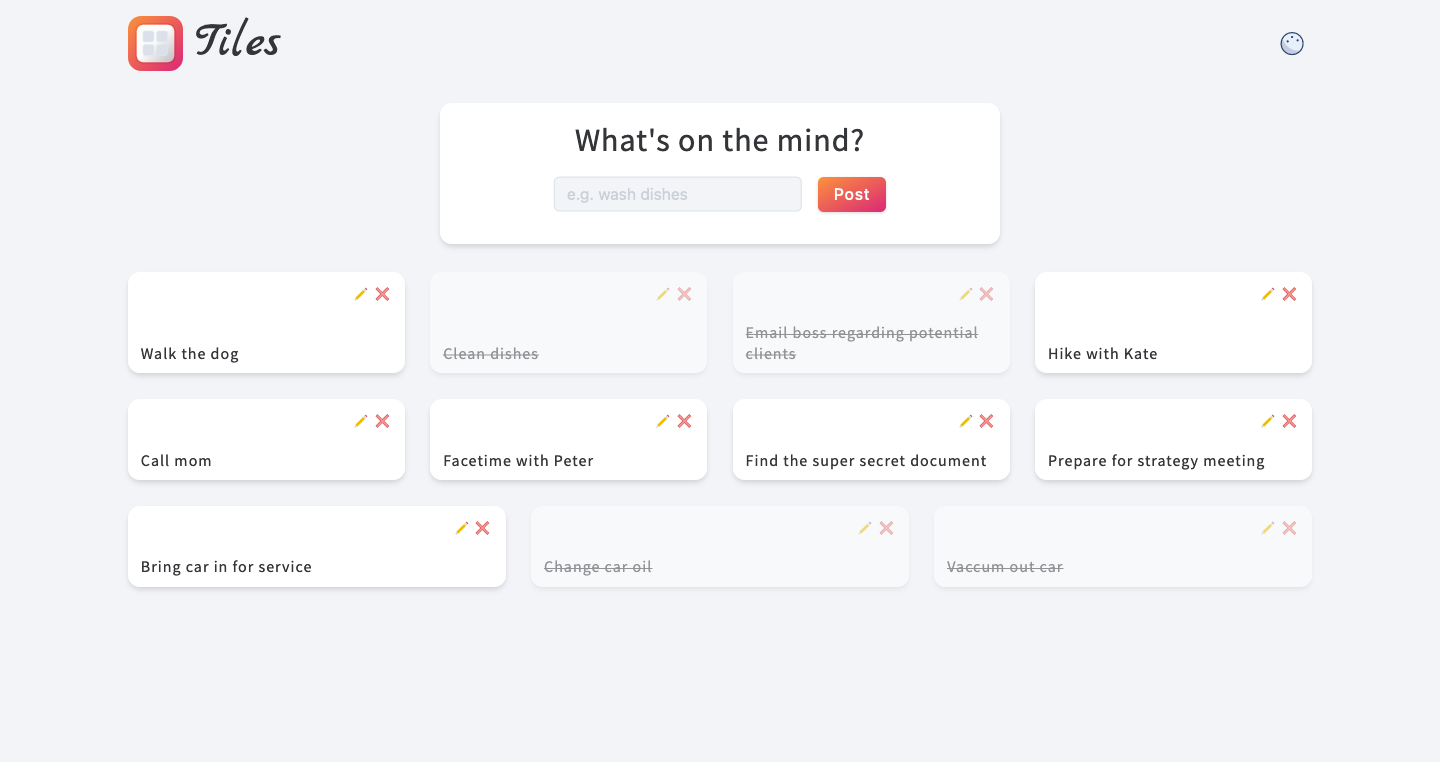 Tiles
What's on the mind?
e.g. wash dishes
Post
Walk the dog
Clean dishes
Email boss regarding potential
clients
Hike with Kate
Call mom
Facetime with Peter
Find the super secret document
Prepare for strategy meeting
Bring car in for service
Change car oil
Vaccum out car